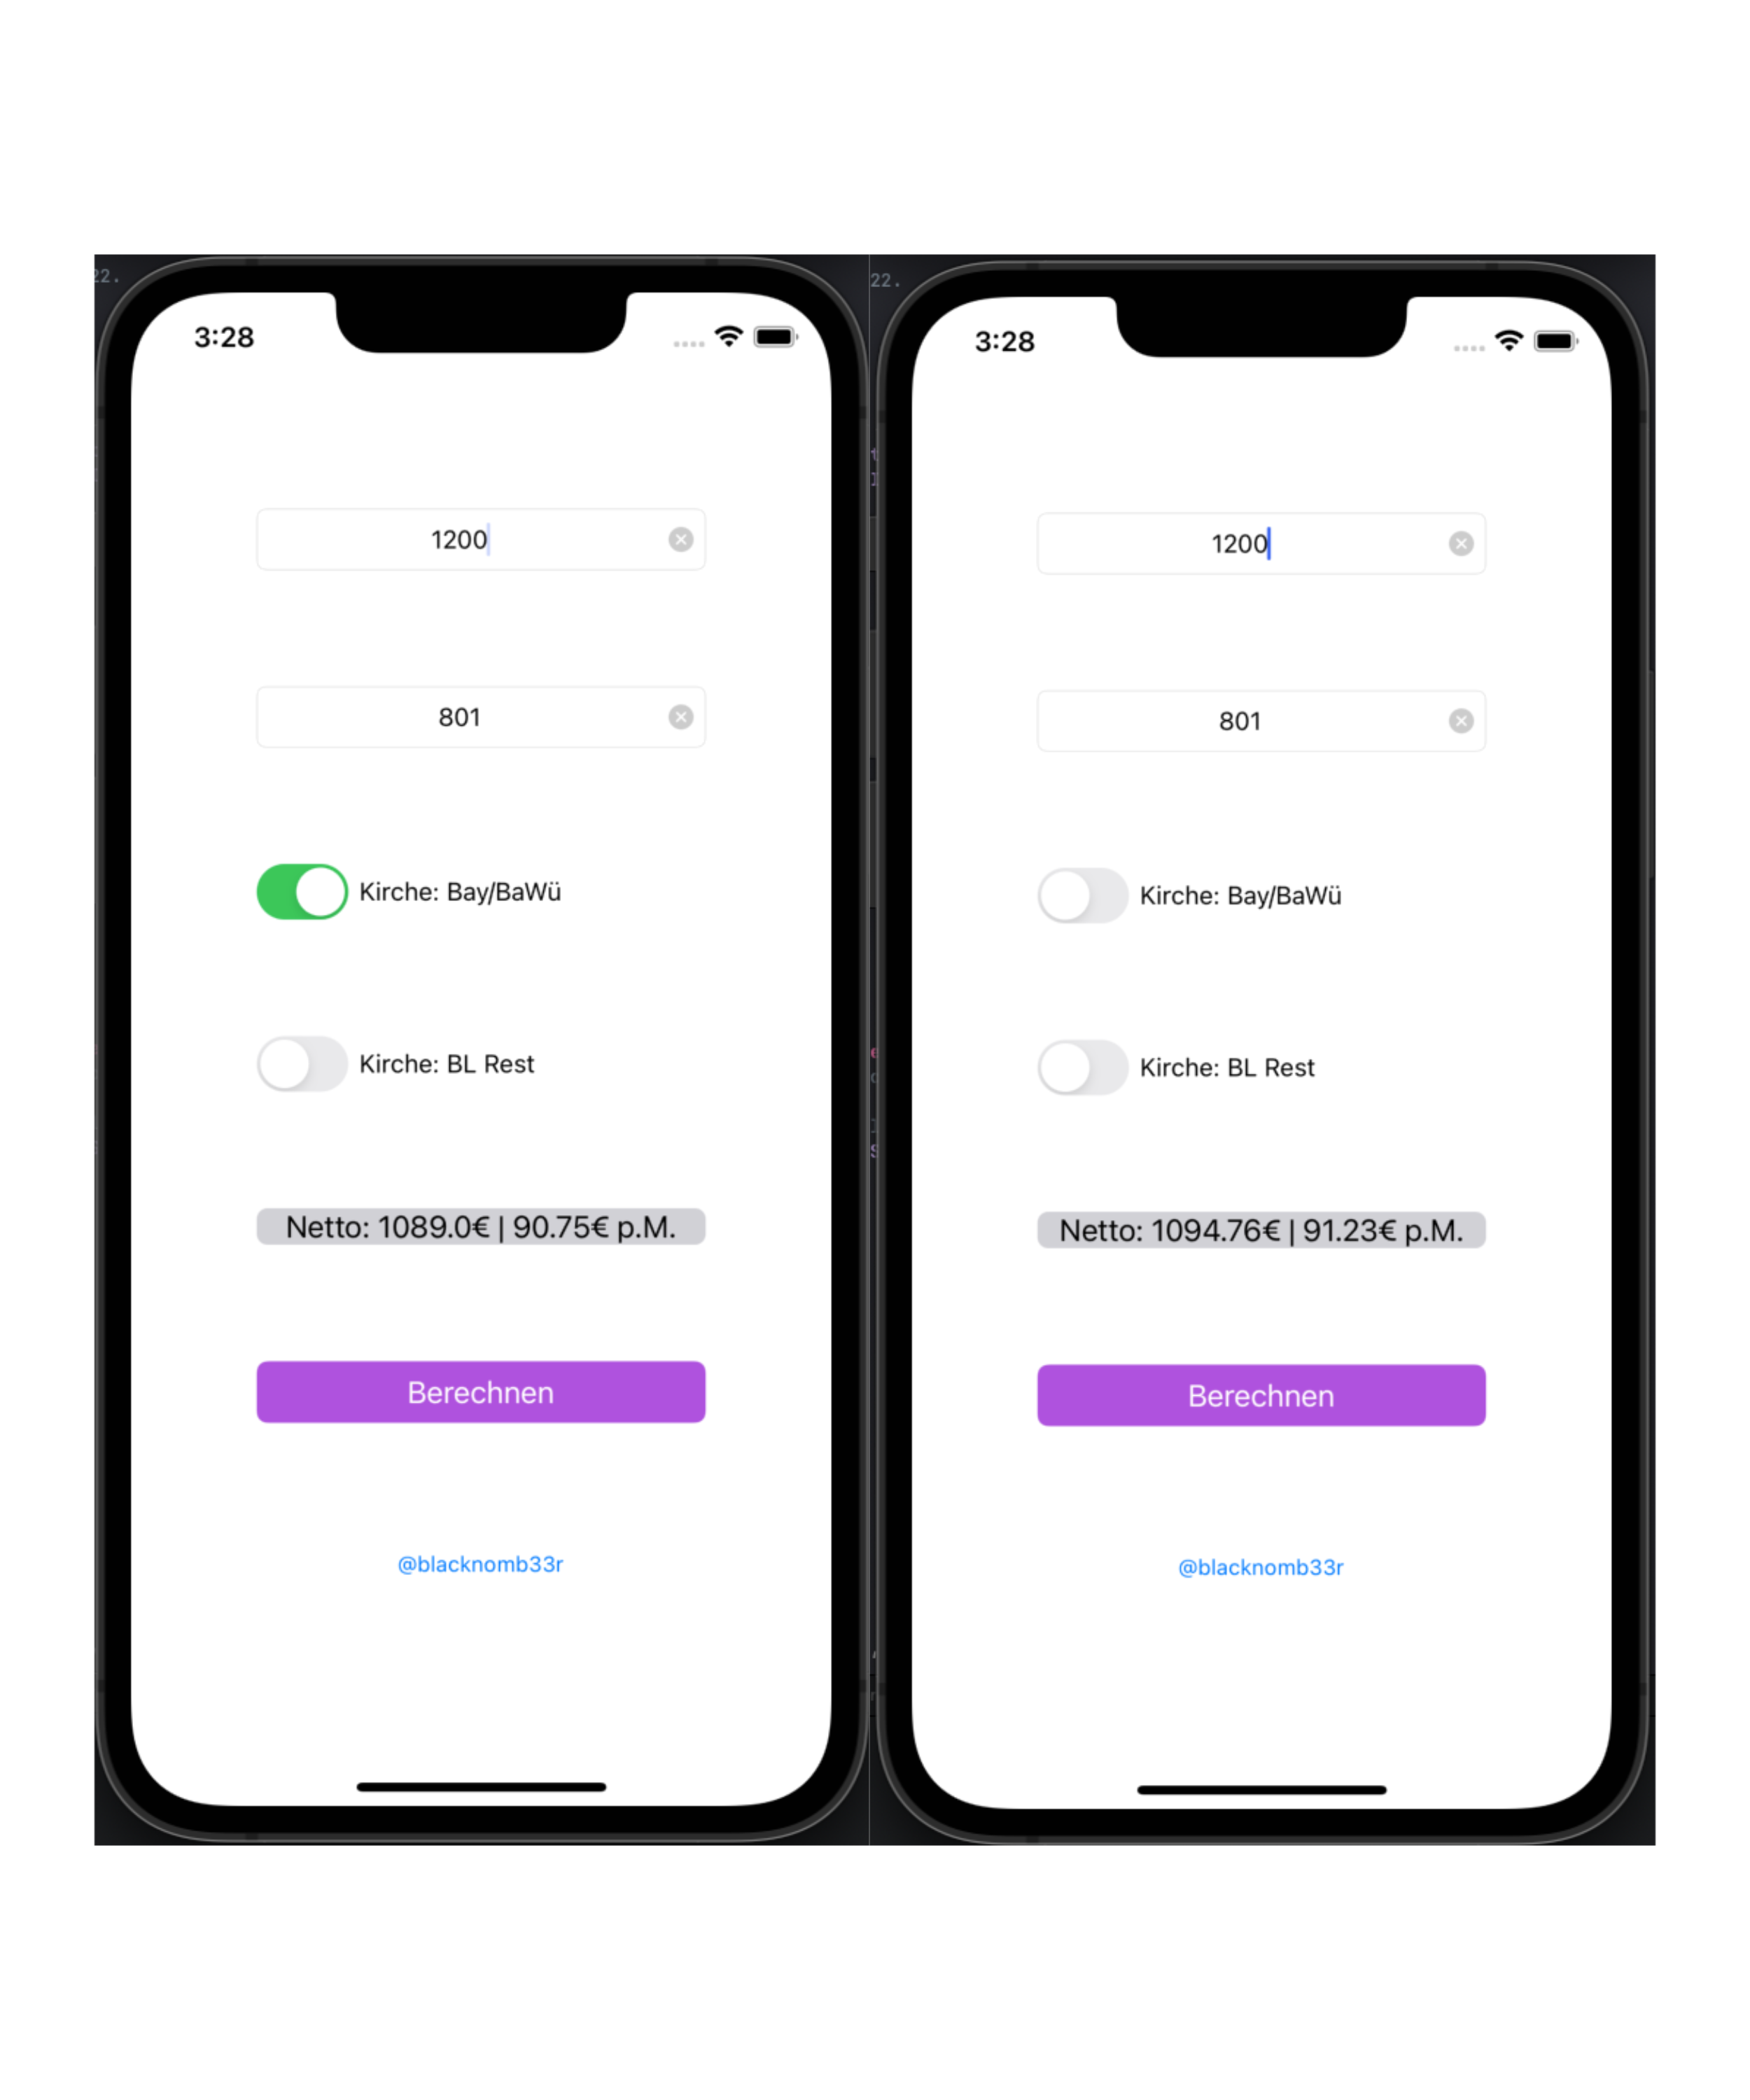 22.
3:28
1200
801
Kirche: Bay/BaWü
Kirche: BL Rest
Netto: 1089.0€ | 90.75€ p.M.
Berechnen
@blacknomb33r
22.
3:28
1200
801
Kirche: Bay/BaWü
Kirche: BL Rest
Netto: 1094.76€ | 91.23€ p.M.
Berechnen
@blacknomb33r